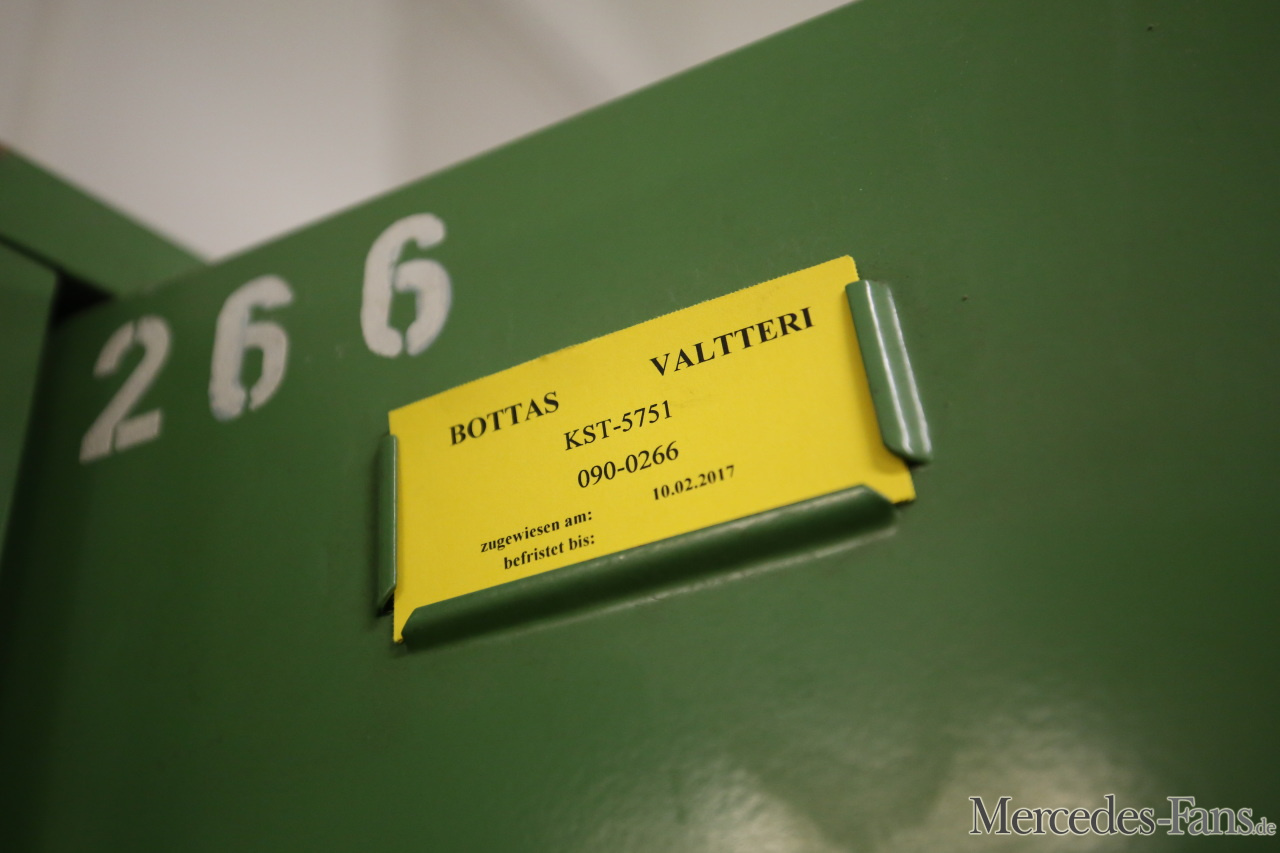 266
BOTTAS VALTTERI
KST-5751
090-0266
zugewiesen am: 10.02.2017
befristet bis:
Mercedes-Fans.de